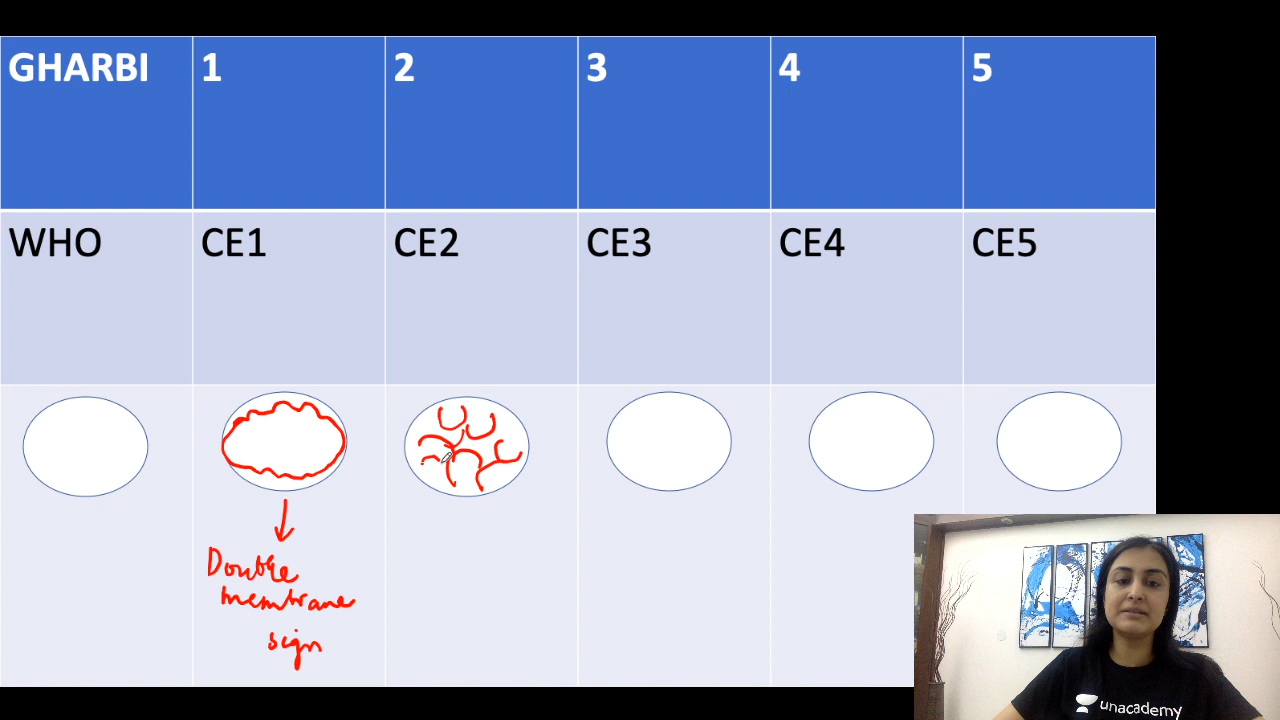 GHARBI 1 2 3 4 5
WHO CE1 CE2 CE3 CE4 CE5
Double
membrane
sign
unacademy